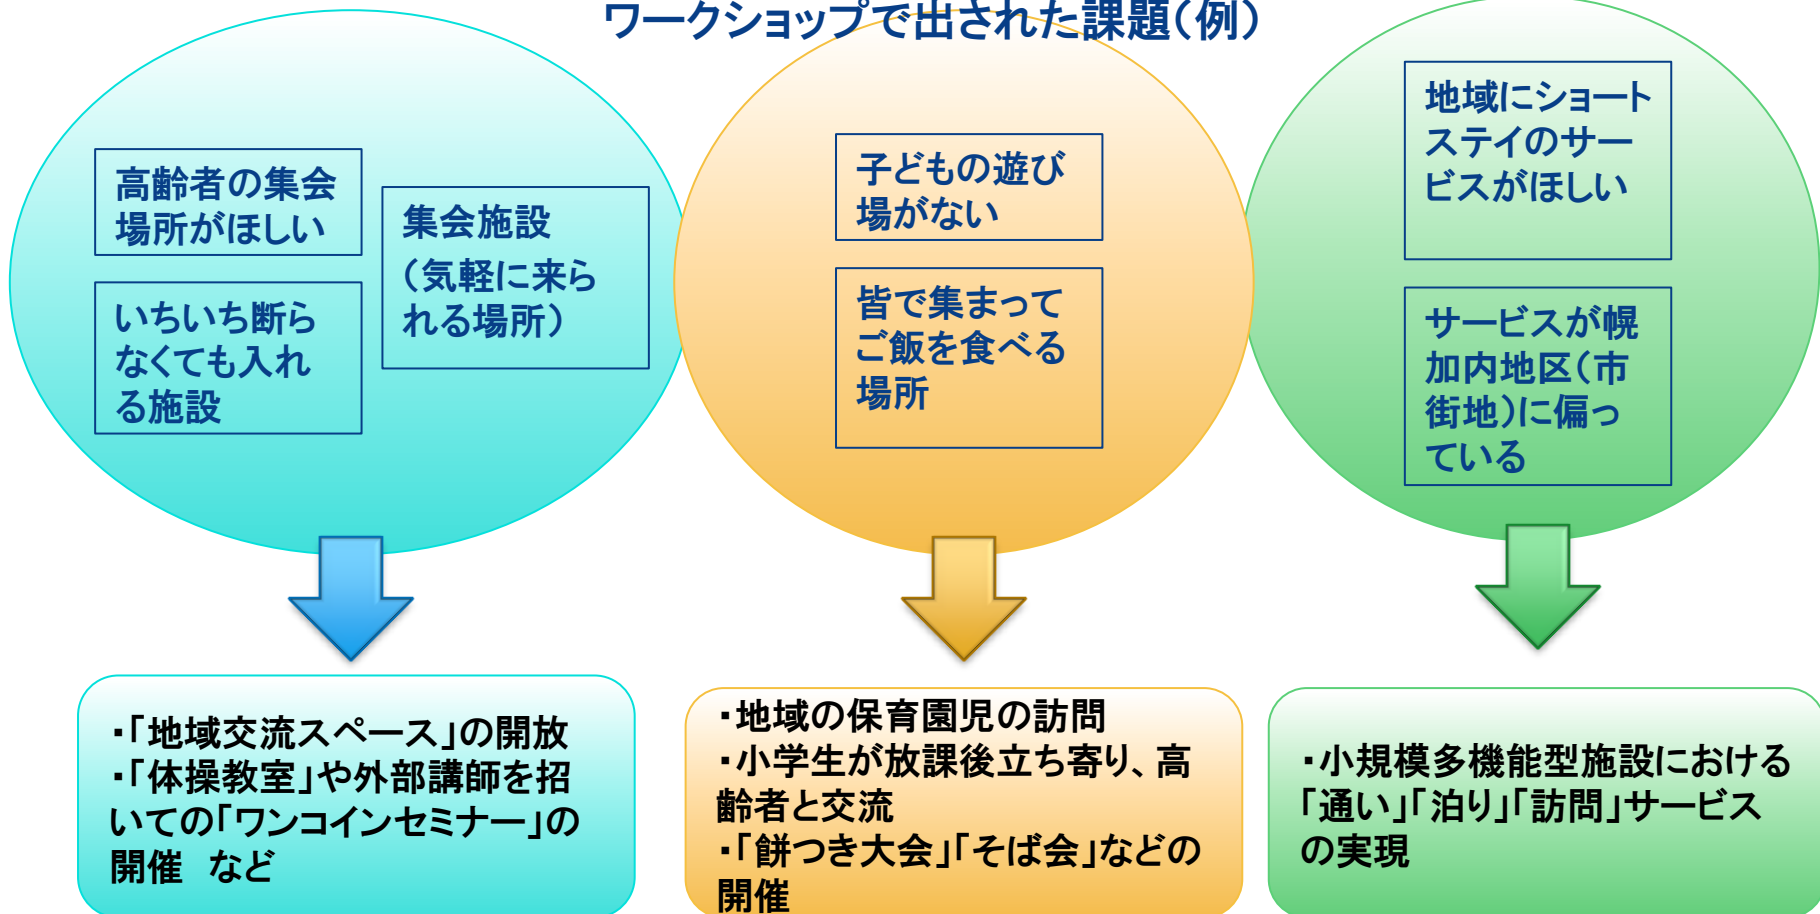 ワークショップで出された課題(例)
高齢者の集会
場所がほしい
いちいち断ら
なくても入れ
る施設
集会施設
(気軽に来ら
れる場所)
子どもの遊び
場がない
皆で集まって
ご飯を食べる
場所
地域にショート
ステイのサー
ビスがほしい
サービスが幌
加内地区(市
街地)に偏っ
ている
・「地域交流スペース」の開放
・「体操教室」や外部講師を招
いての「ワンコインセミナー」の
開催　など
・地域の保育園児の訪問
・小学生が放課後立ち寄り、高
齢者と交流
・「餅つき大会」「そば会」などの
開催
・小規模多機能型施設における
「通い」「泊り」「訪問」サービス
の実現